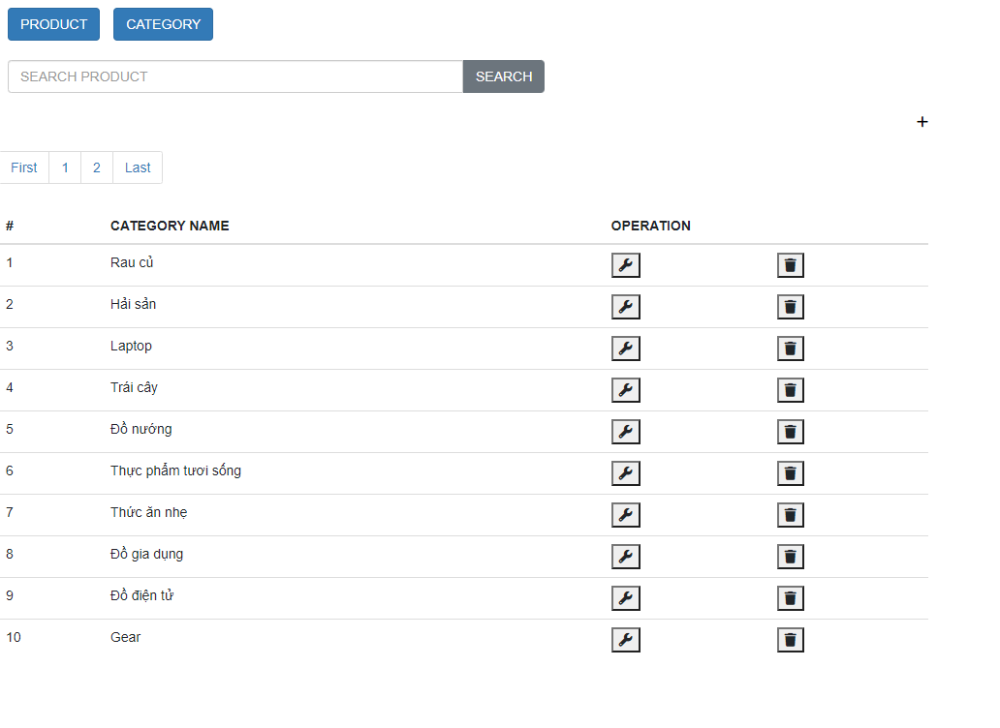 PRODUCT CATEGORY
SEARCH PRODUCT SEARCH
+
First 1 2 Last
# CATEGORY NAME OPERATION
1 Rau củ
2 Hải sản
3 Laptop
4 Trái cây
5 Đồ nướng
6 Thực phẩm tươi sống
7 Thức ăn nhẹ
8 Đồ gia dụng
9 Đồ điện tử
10 Gear